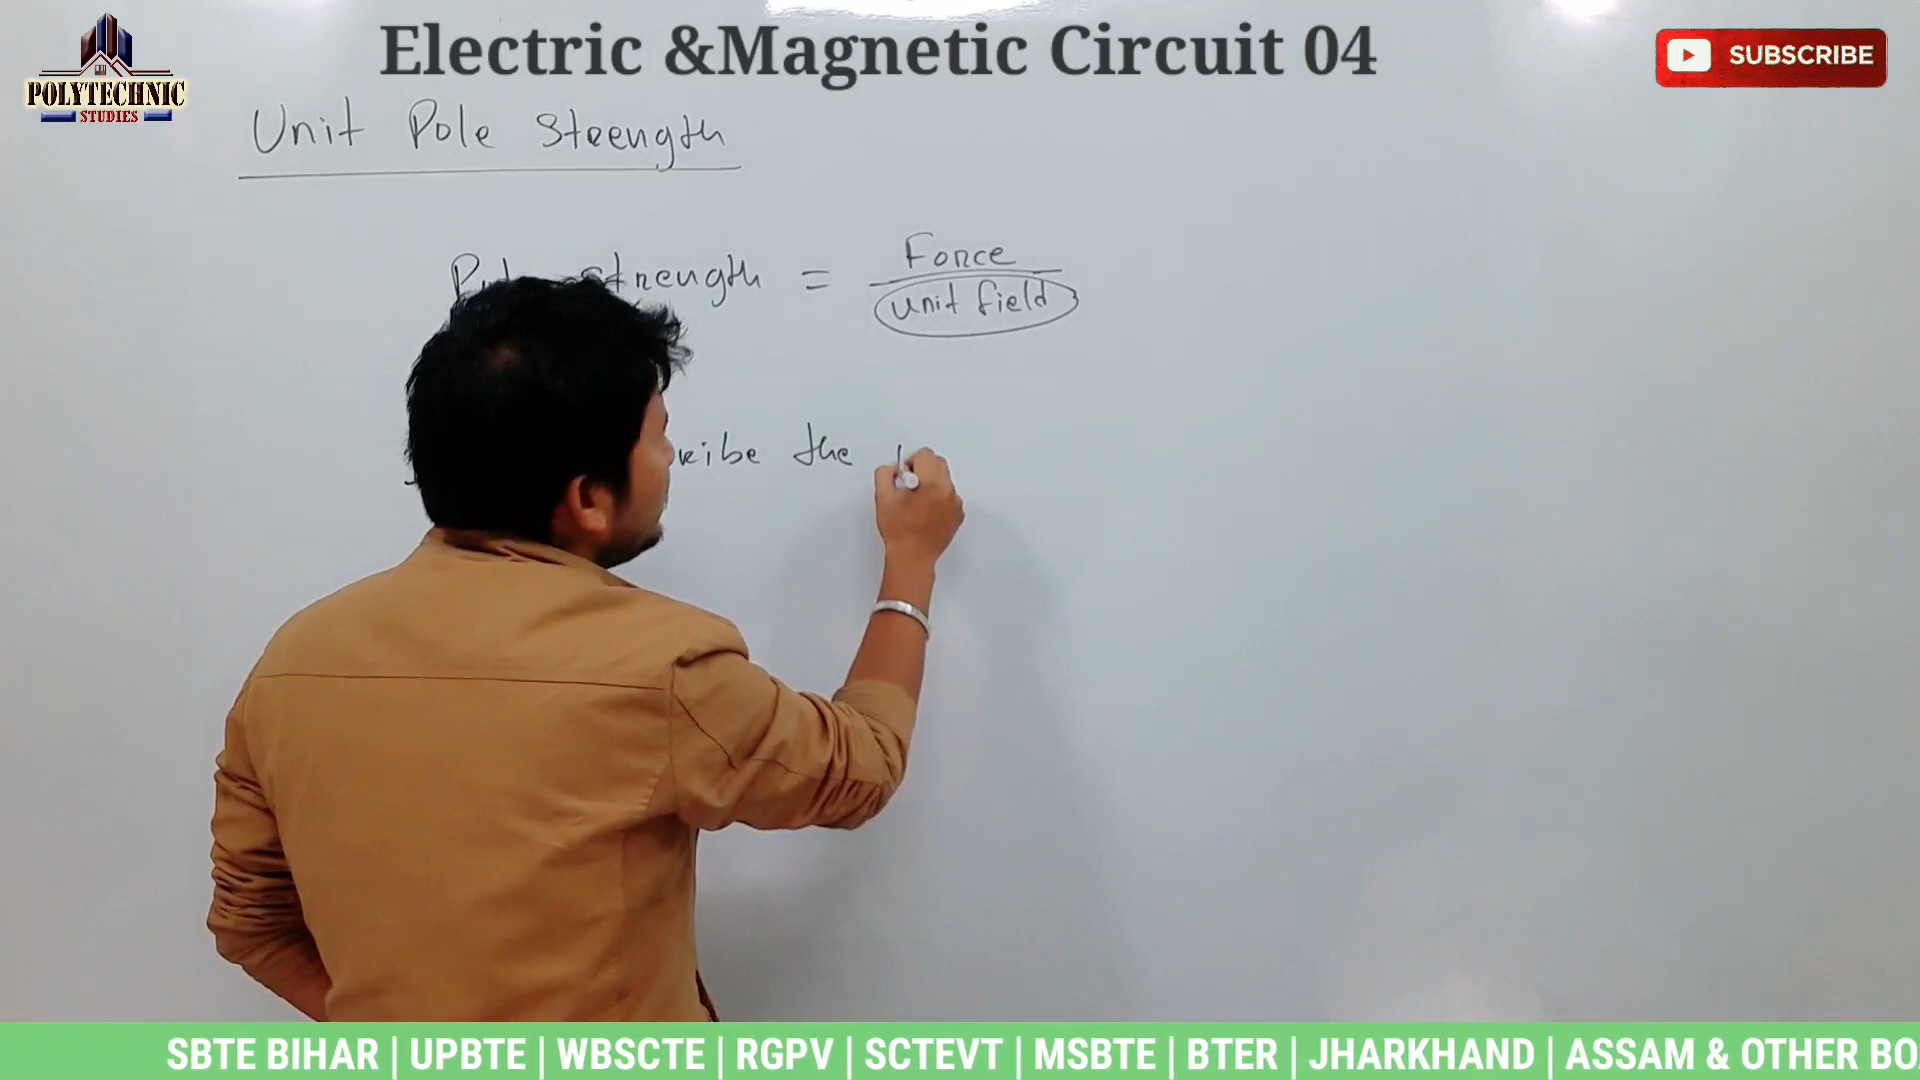 Electric &Magnetic Circuit 04
POLYTECHNIC
STUDIES
SUBSCRIBE
Unit Pole Strength
strength = Force
unit field
the
SBTE BIHAR | UPBTE | WBSCTE | RGPV | SCTEVT | MSBTE | BTER | JHARKHAND | ASSAM & OTHER BO